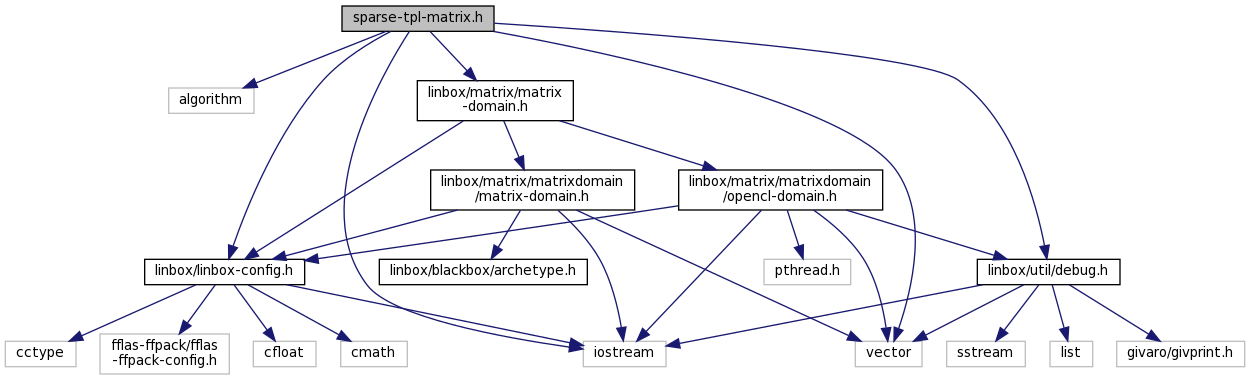 sparse-tpl-matrix.h
algorithm
linbox/matrix/matrix
-domain.h
linbox/matrix/matrixdomain
/matrix-domain.h
linbox/matrix/matrixdomain
/opencl-domain.h
linbox/linbox-config.h
linbox/blackbox/archetype.h
pthread.h
linbox/util/debug.h
cctype
fflas-ffpack/fflas
-ffpack-config.h
cfloat
cmath
iostream
vector
sstream
list
givaro/givprint.h